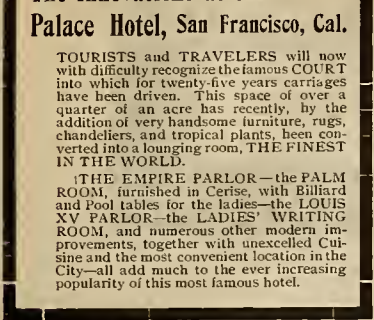 Palace Hotel, San Francisco, Cal.
TOURISTS and TRAVELERS will now
with difficulty recognize the famous COURT
into which for twenty-five years carriages
have been driven. This space of over a
quarter of an acre has recently, by the
addition of very handsome furniture, rugs,
chandeliers, and tropical plants, been con-
verted into a lounging room, THE FINEST
IN THE WORLD.
THE EMPIRE PARLOR—the PALM
ROOM, furnished in Cerise, with Billiard
and Pool tables for the ladies—the LOUIS
XV PARLOR—the LADIES' WRITING
ROOM, and numerous other modern im-
provements, together with unexcelled Cui-
sine and the most convenient location in the
City—all add much to the ever increasing
popularity of this most famous hotel.